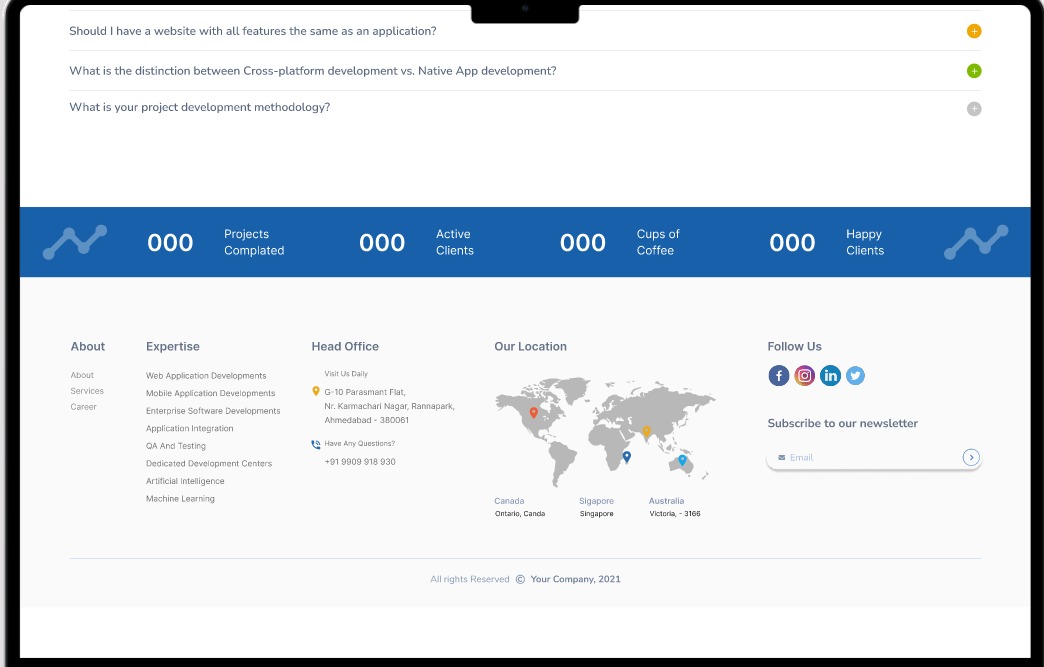 Should I have a website with all features the same as an application?
What is the distinction between Cross-platform development vs. Native App development?
What is your project development methodology?
000 Projects Complated
000 Active Clients
000 Cups of Coffee
000 Happy Clients
About
About
Services
Career
Expertise
Web Application Developments
Mobile Application Developments
Enterprise Software Developments
Application Integration
QA And Testing
Dedicated Development Centers
Artificial Intelligence
Machine Learning
Head Office
Visit Us Daily
G-10 Parasmant Flat,
Nr. Karmachari Nagar, Rannapark,
Ahmedabad - 380061
Have Any Questions?
+91 9909 918 930
Our Location
Canada
Ontario, Canda
Sigapore
Singapore
Australia
Victoria, - 3166
Follow Us
Subscribe to our newsletter
Email
All rights Reserved © Your Company, 2021